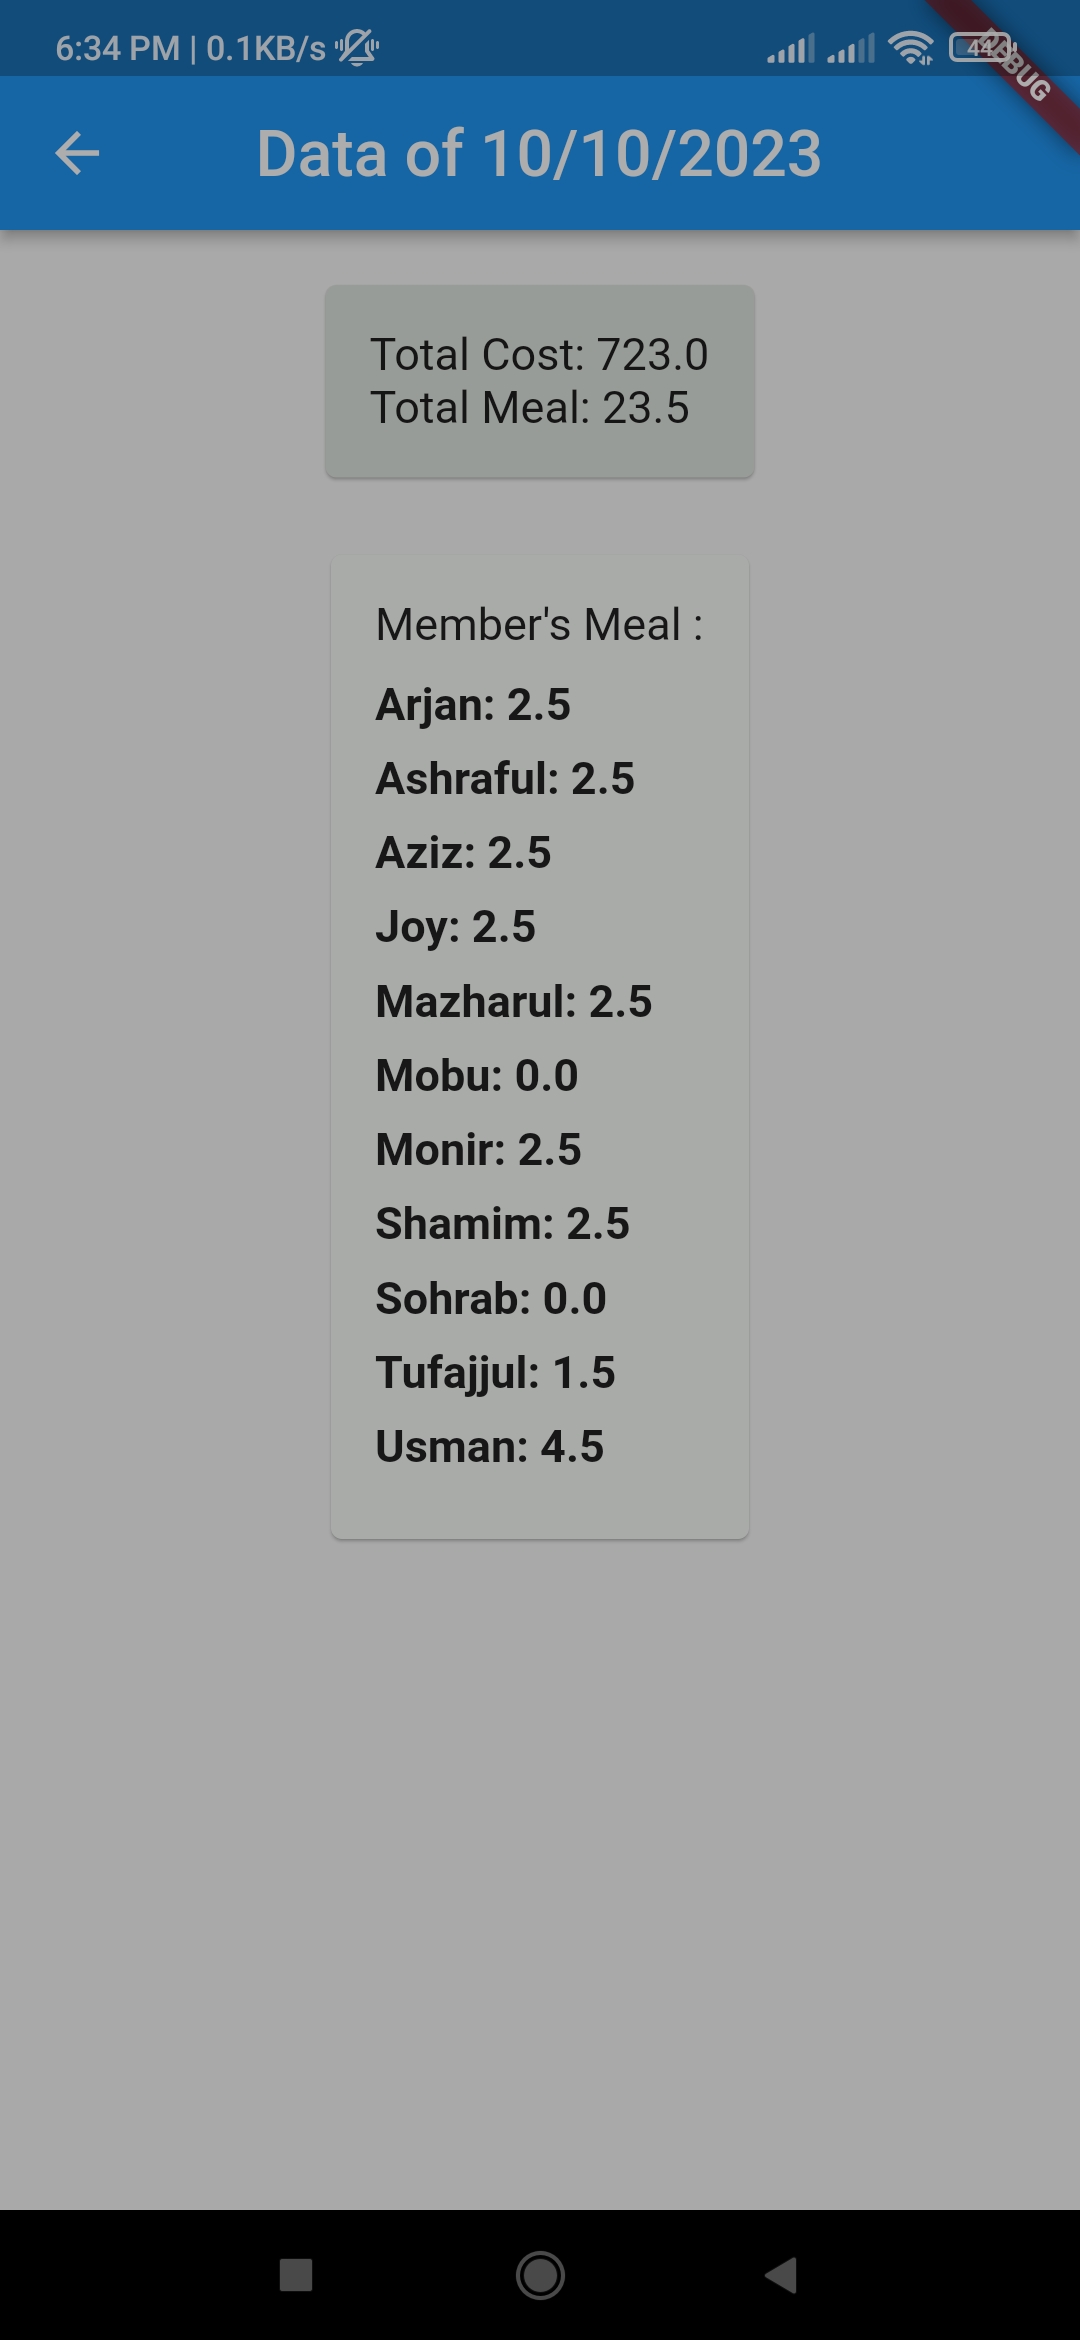 6:34 PM | 0.1KB/s
44
DEBUG
Data of 10/10/2023
Total Cost: 723.0
Total Meal: 23.5
Member's Meal :
Arjan: 2.5
Ashraful: 2.5
Aziz: 2.5
Joy: 2.5
Mazharul: 2.5
Mobu: 0.0
Monir: 2.5
Shamim: 2.5
Sohrab: 0.0
Tufajjul: 1.5
Usman: 4.5